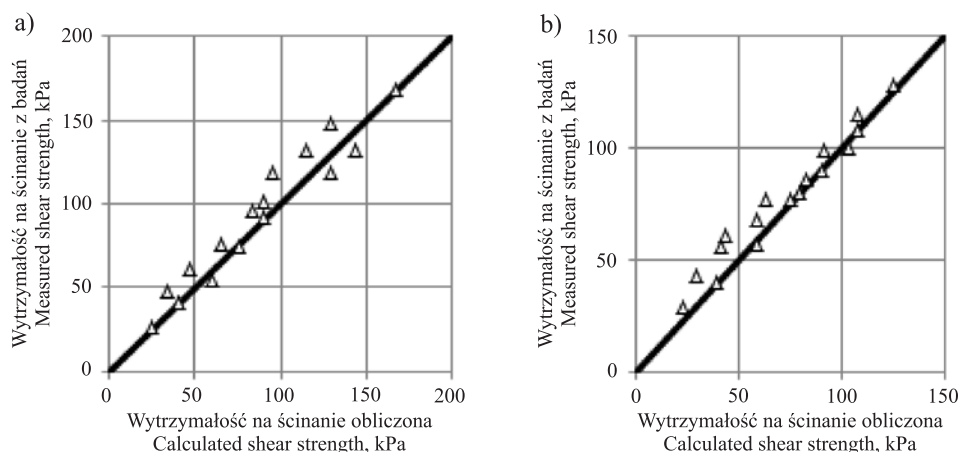 a)
200
150
100
50
0
0 50 100 150 200
Wytrzymałość na ścinanie z badań
Measured shear strength, kPa
Wytrzymałość na ścinanie obliczona
Calculated shear strength, kPa
b)
150
100
50
0
0 50 100 150
Wytrzymałość na ścinanie z badań
Measured shear strength, kPa
Wytrzymałość na ścinanie obliczona
Calculated shear strength, kPa